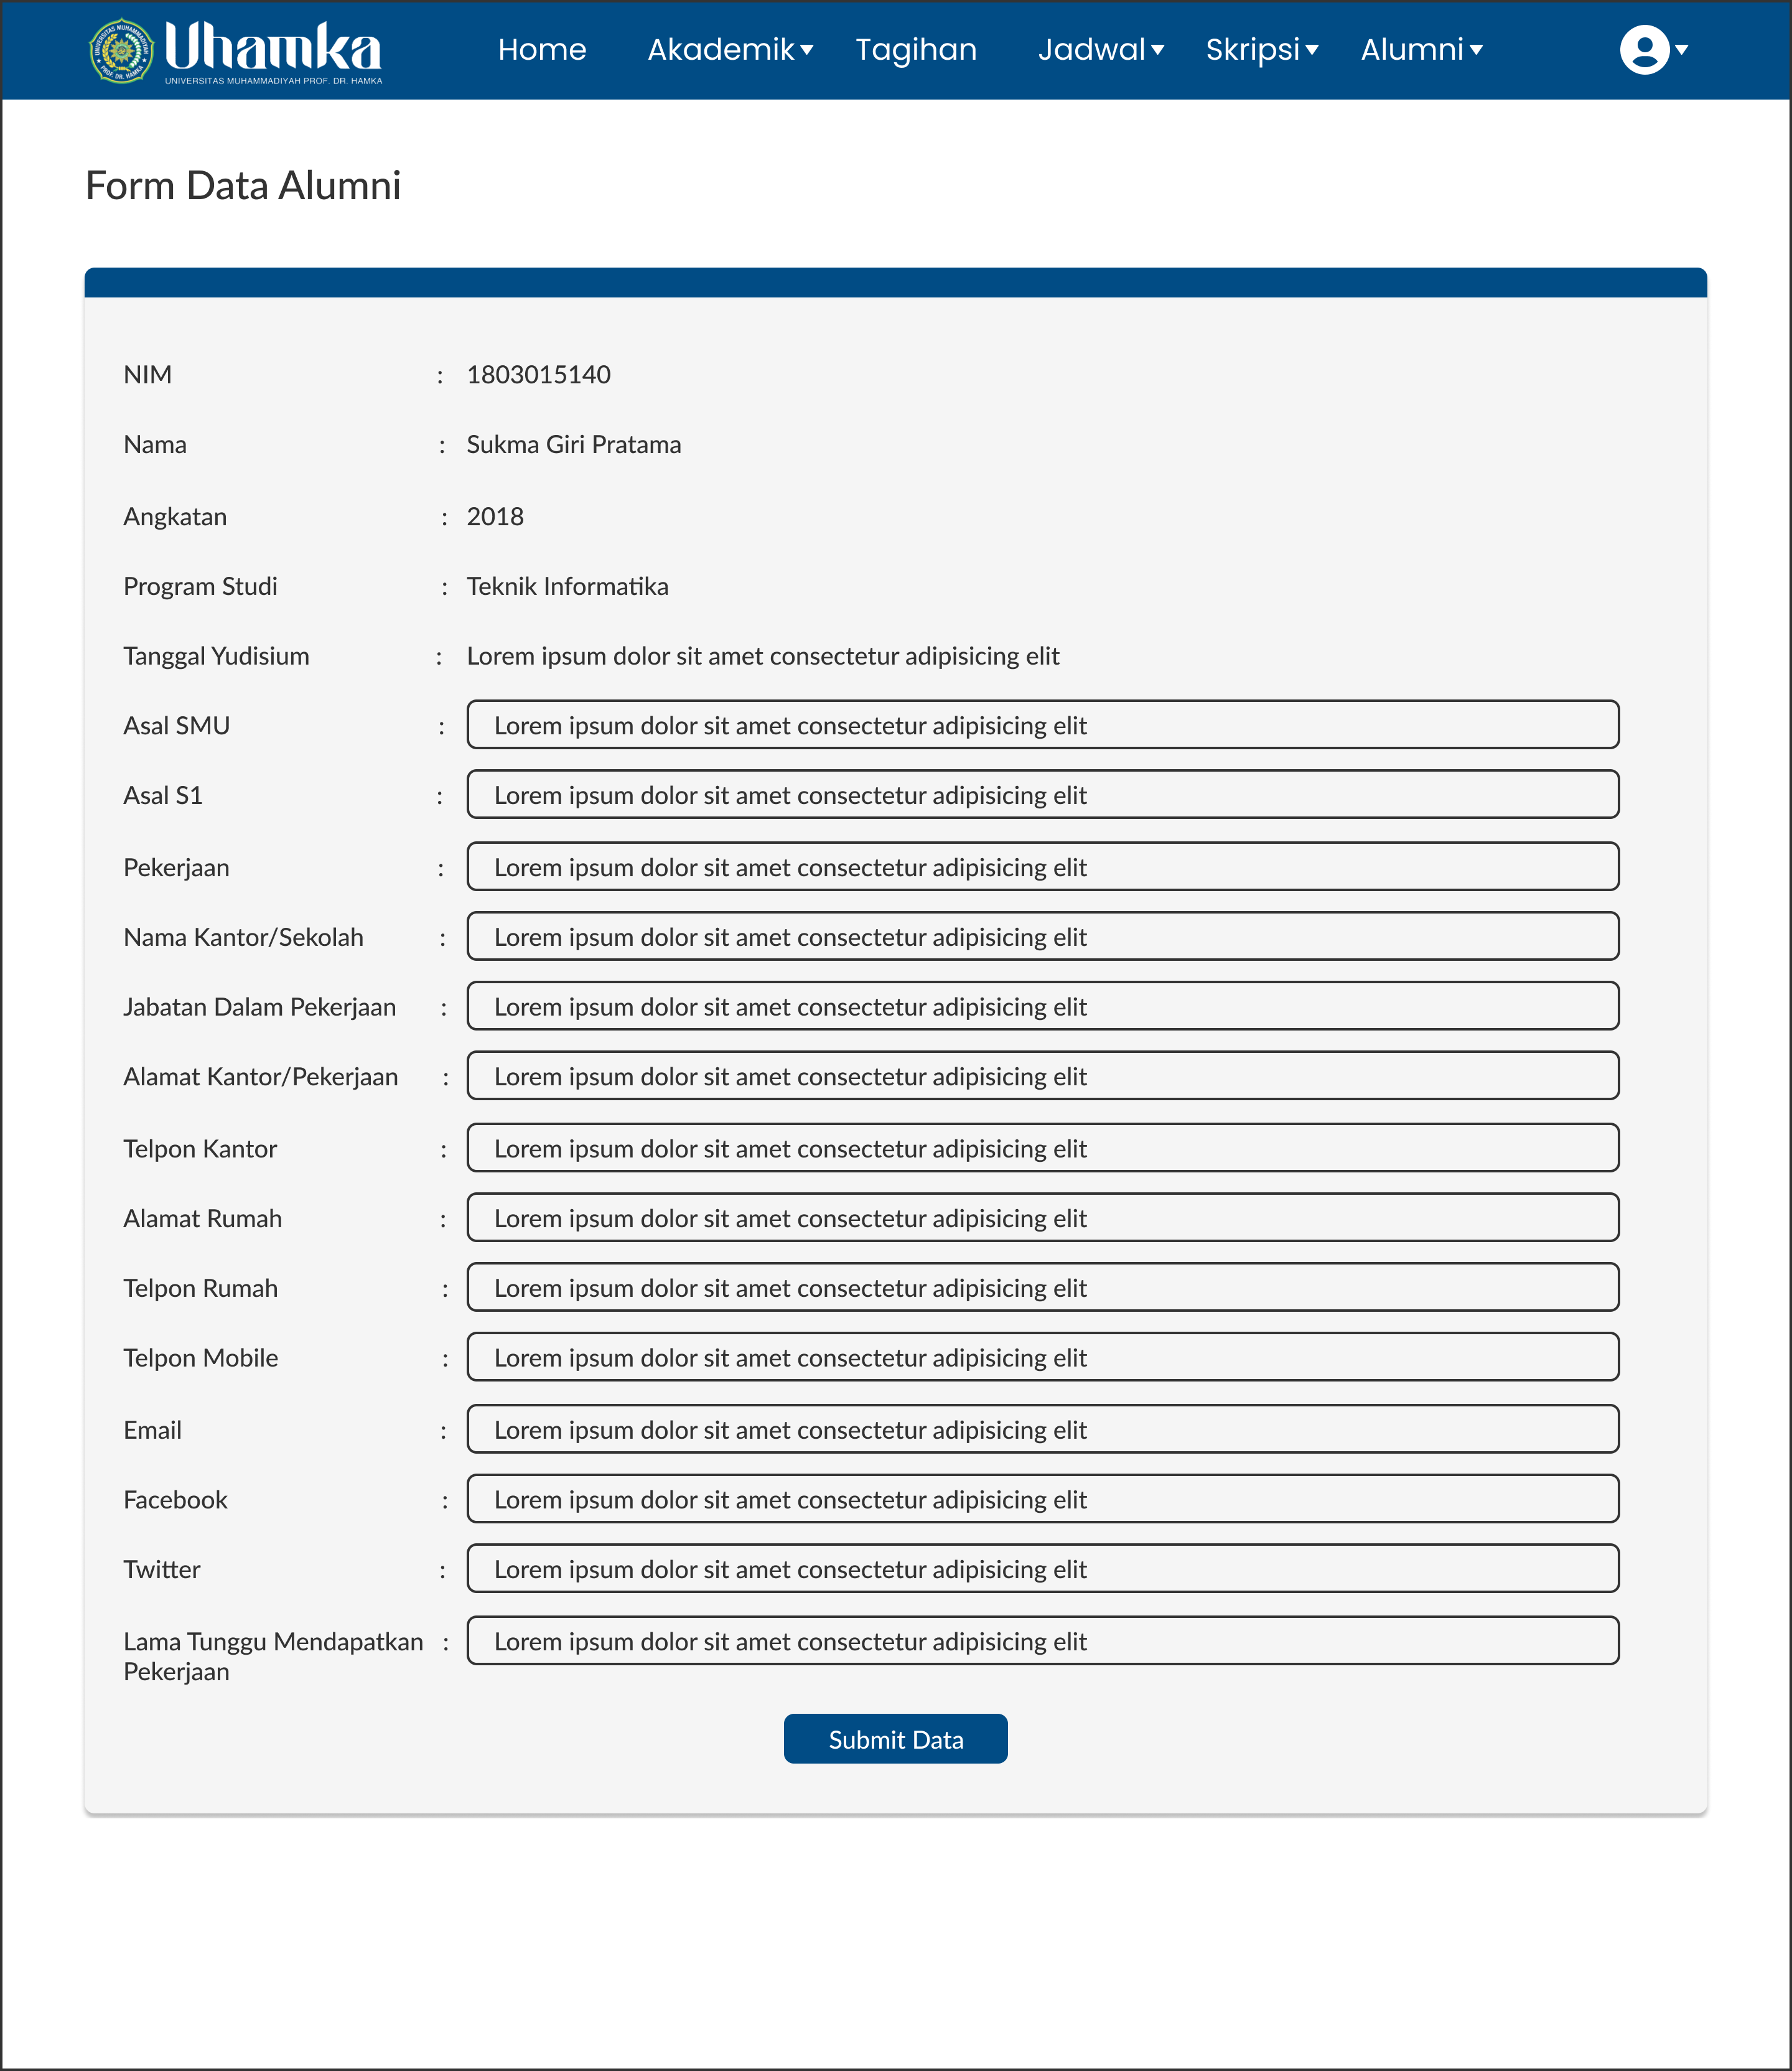 UNIVERSITAS MUHAMMADIYAH
PROF. DR. HAMKA
Uhamka
UNIVERSITAS MUHAMMADIYAH PROF. DR. HAMKA
Home Akademik Tagihan Jadwal Skripsi Alumni
Form Data Alumni
NIM : 1803015140
Nama : Sukma Giri Pratama
Angkatan : 2018
Program Studi : Teknik Informatika
Tanggal Yudisium : Lorem ipsum dolor sit amet consectetur adipisicing elit
Asal SMU : Lorem ipsum dolor sit amet consectetur adipisicing elit
Asal S1 : Lorem ipsum dolor sit amet consectetur adipisicing elit
Pekerjaan : Lorem ipsum dolor sit amet consectetur adipisicing elit
Nama Kantor/Sekolah : Lorem ipsum dolor sit amet consectetur adipisicing elit
Jabatan Dalam Pekerjaan : Lorem ipsum dolor sit amet consectetur adipisicing elit
Alamat Kantor/Pekerjaan : Lorem ipsum dolor sit amet consectetur adipisicing elit
Telpon Kantor : Lorem ipsum dolor sit amet consectetur adipisicing elit
Alamat Rumah : Lorem ipsum dolor sit amet consectetur adipisicing elit
Telpon Rumah : Lorem ipsum dolor sit amet consectetur adipisicing elit
Telpon Mobile : Lorem ipsum dolor sit amet consectetur adipisicing elit
Email : Lorem ipsum dolor sit amet consectetur adipisicing elit
Facebook : Lorem ipsum dolor sit amet consectetur adipisicing elit
Twitter : Lorem ipsum dolor sit amet consectetur adipisicing elit
Lama Tunggu Mendapatkan : Lorem ipsum dolor sit amet consectetur adipisicing elit
Pekerjaan
Submit Data